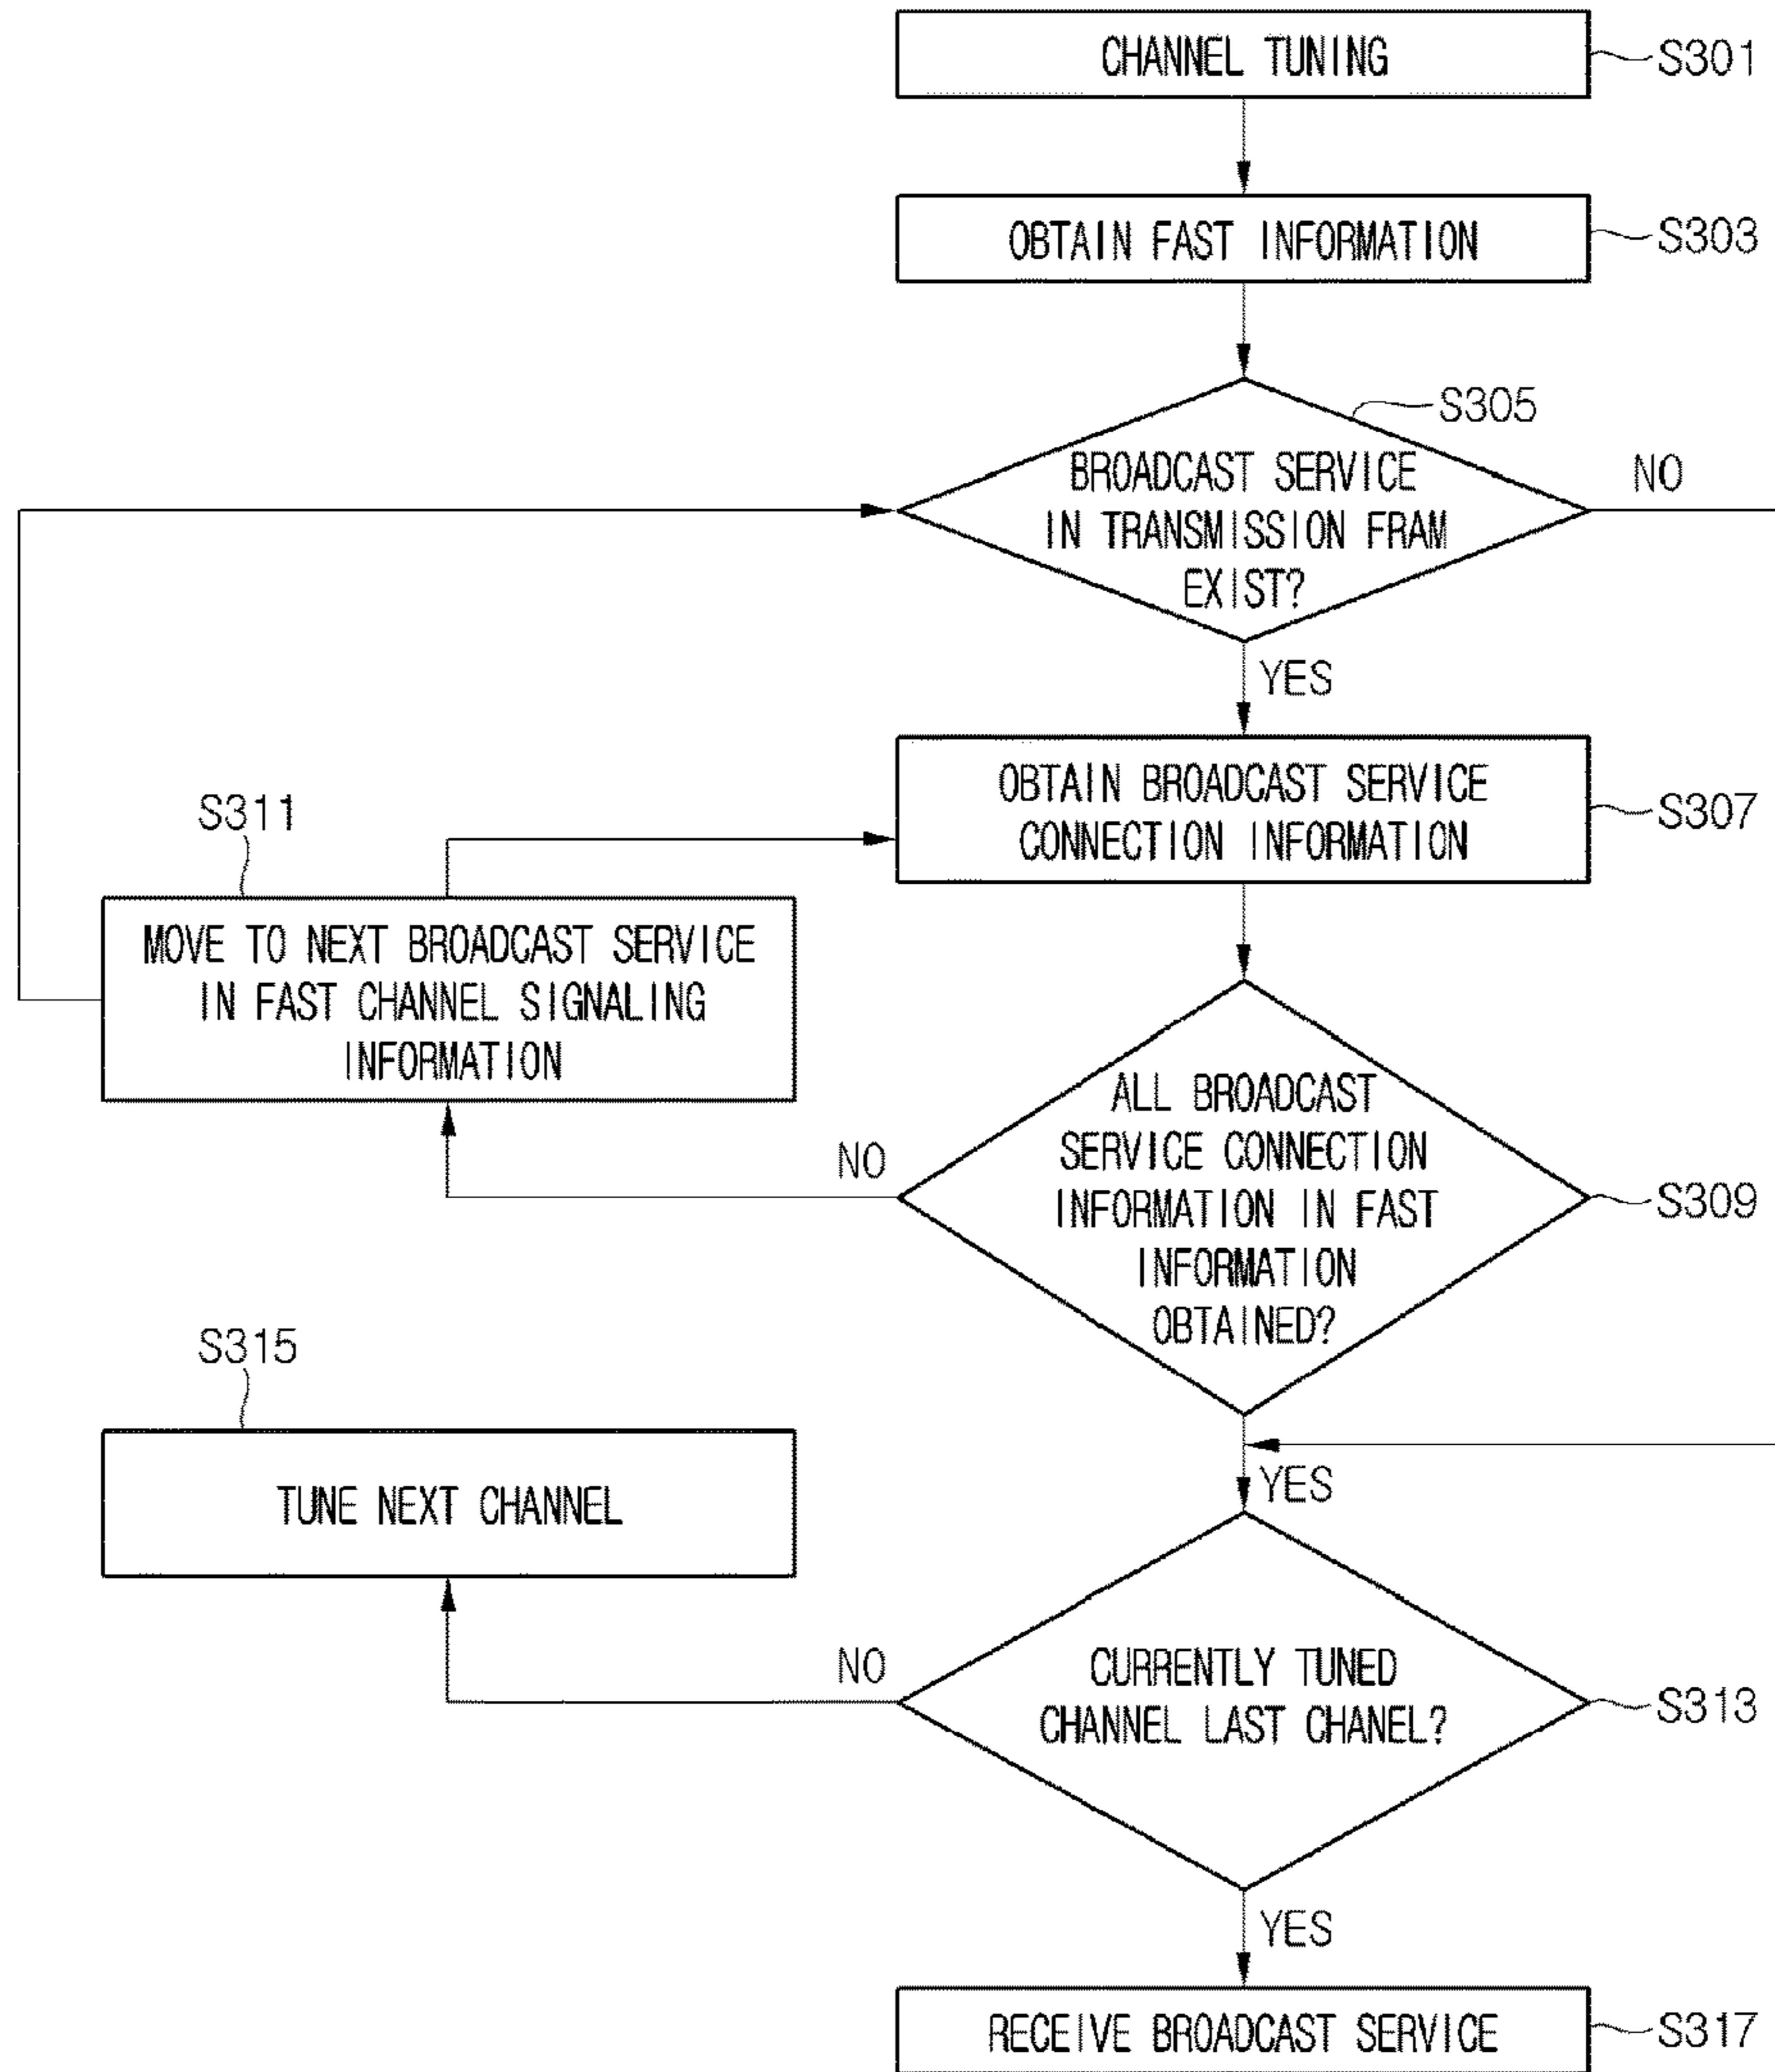 CHANNEL TUNING
S301
OBTAIN FAST INFORMATION
S303
S305
BROADCAST SERVICE
IN TRANSMISSION FRAM
EXIST?
NO
YES
OBTAIN BROADCAST SERVICE
CONNECTION INFORMATION
S307
S311
MOVE TO NEXT BROADCAST SERVICE
IN FAST CHANNEL SIGNALING
INFORMATION
ALL BROADCAST
SERVICE CONNECTION
INFORMATION IN FAST
INFORMATION
OBTAINED?
NO
S309
S315
YES
TUNE NEXT CHANNEL
NO
CURRENTLY TUNED
CHANNEL LAST CHANEL?
S313
YES
RECEIVE BROADCAST SERVICE
S317